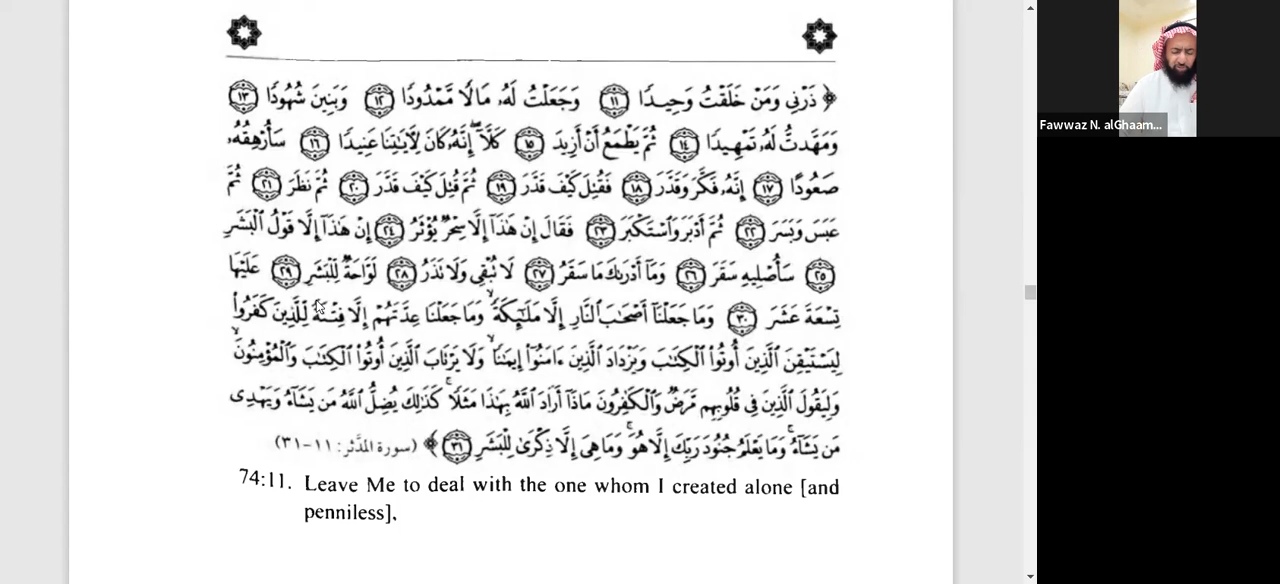 ﴿ ذَرْنِى وَمَنْ خَلَقْتُ وَحِيدًا ١١ وَجَعَلْتُ لَهُۥ مَالًا مَّمْدُودًا ١٢ وَبَنِينَ شُهُودًا ١٣
وَمَهَّدتُّ لَهُۥ تَمْهِيدًا ١٤ ثُمَّ يَطْمَعُ أَنْ أَزِيدَ ١٥ كَلَّآ ۖ إِنَّهُۥ كَانَ لِـَٔايَـٰتِنَا عَنِيدًا ١٦ سَأُرْهِقُهُۥ
صَعُودًا ١٧ إِنَّهُۥ فَكَّرَ وَقَدَّرَ ١٨ فَقُتِلَ كَيْفَ قَدَّرَ ١٩ ثُمَّ قُتِلَ كَيْفَ قَدَّرَ ٢٠ ثُمَّ نَظَرَ ٢١ ثُمَّ
عَبَسَ وَبَسَرَ ٢٢ ثُمَّ أَدْبَرَ وَٱسْتَكْبَرَ ٢٣ فَقَالَ إِنْ هَـٰذَآ إِلَّا سِحْرٌ يُؤْثَرُ ٢٤ إِنْ هَـٰذَآ إِلَّا قَوْلُ ٱلْبَشَرِ
٢٥ سَأُصْلِيهِ سَقَرَ ٢٦ وَمَآ أَدْرَىٰكَ مَا سَقَرُ ٢٧ لَا تُبْقِى وَلَا تَذَرُ ٢٨ لَوَّاحَةٌ لِّلْبَشَرِ ٢٩ عَلَيْهَا
تِسْعَةَ عَشَرَ ٣٠ وَمَا جَعَلْنَآ أَصْحَـٰبَ ٱلنَّارِ إِلَّا مَلَـٰٓئِكَةً ۙ وَمَا جَعَلْنَا عِدَّتَهُمْ إِلَّا فِتْنَةً لِّلَّذِينَ كَفَرُوا۟
لِيَسْتَيْقِنَ ٱلَّذِينَ أُوتُوا۟ ٱلْكِتَـٰبَ وَيَزْدَادَ ٱلَّذِينَ ءَامَنُوٓا۟ إِيمَـٰنًا ۙ وَلَا يَرْتَابَ ٱلَّذِينَ أُوتُوا۟ ٱلْكِتَـٰبَ وَٱلْمُؤْمِنُونَ ۙ
وَلِيَقُولَ ٱلَّذِينَ فِى قُلُوبِهِم مَّرَضٌ وَٱلْكَـٰفِرُونَ مَاذَآ أَرَادَ ٱللَّهُ بِهَـٰذَا مَثَلًا ۚ كَذَٰلِكَ يُضِلُّ ٱللَّهُ مَن يَشَآءُ وَيَهْدِى
مَن يَشَآءُ ۚ وَمَا يَعْلَمُ جُنُودَ رَبِّكَ إِلَّا هُوَ ۚ وَمَا هِىَ إِلَّا ذِكْرَىٰ لِلْبَشَرِ ٣١ ﴾ (سورة المدّثر: ١١-٣١)
74:11. Leave Me to deal with the one whom I created alone [and
penniless],
Fawwaz N. alGhaam...